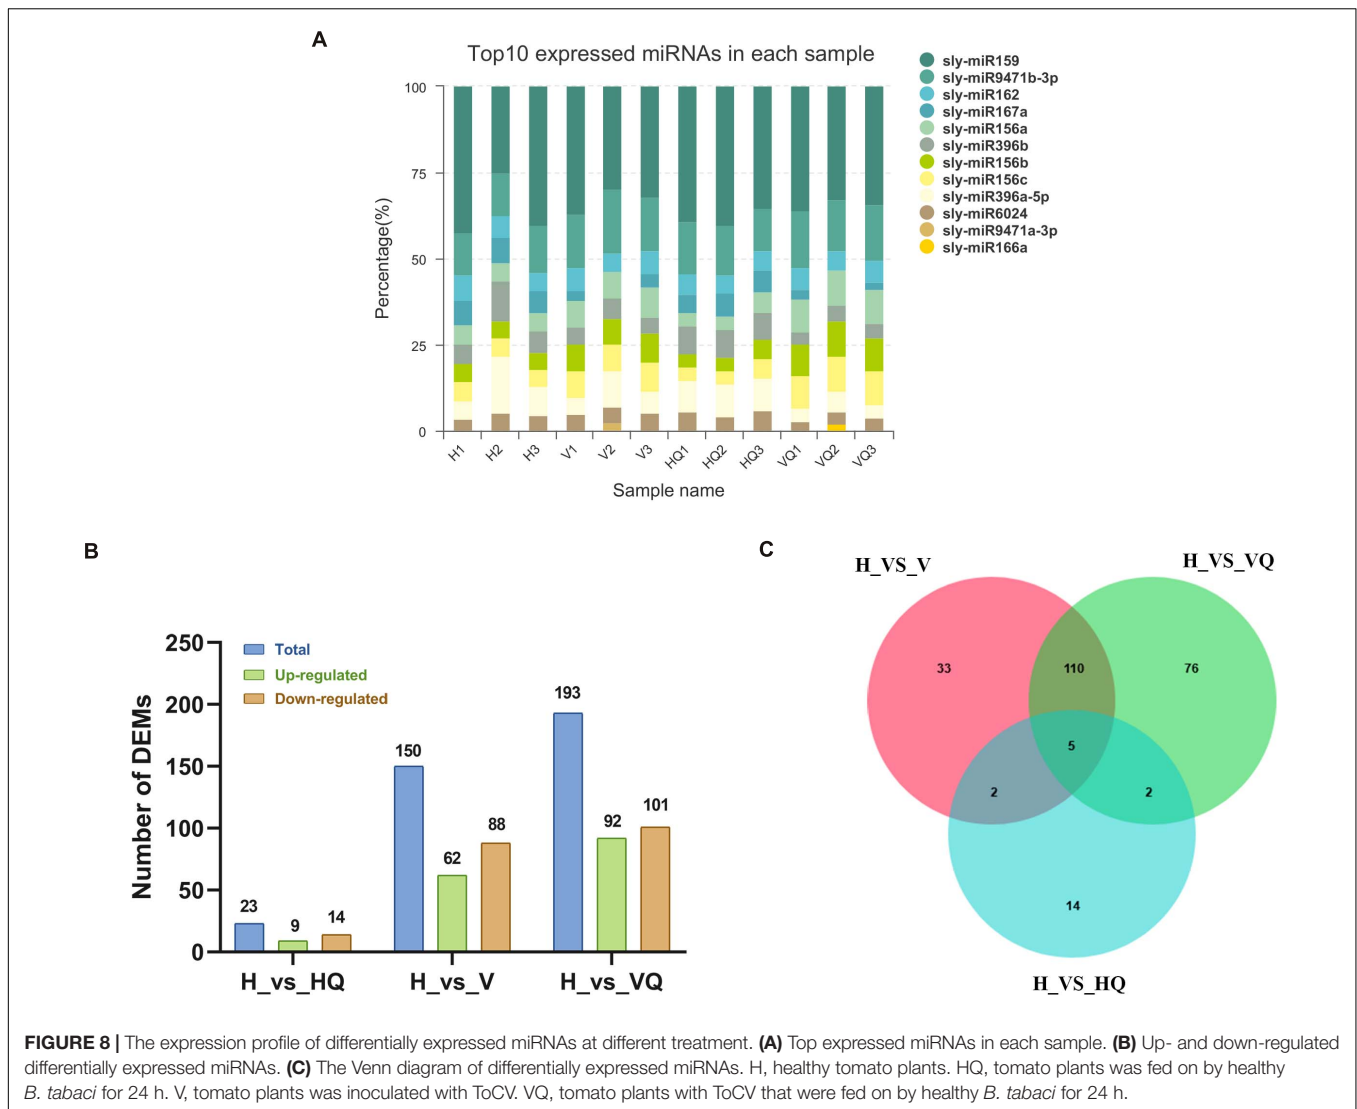 A
Top10 expressed miRNAs in each sample
Percentage(%)
100
75
50
25
0
H1
H2
H3
V1
V2
V3
HQ1
HQ2
HQ3
VQ1
VQ2
VQ3
Sample name
sly-miR159
sly-miR9471b-3p
sly-miR162
sly-miR167a
sly-miR156a
sly-miR396b
sly-miR156b
sly-miR156c
sly-miR396a-5p
sly-miR6024
sly-miR9471a-3p
sly-miR166a
B
Number of DEMs
250
200
150
100
50
0
Total
Up-regulated
Down-regulated
23
9
14
150
62
88
193
92
101
H_vs_HQ
H_vs_V
H_vs_VQ
C
H_VS_V
H_VS_VQ
33
110
76
5
2
2
14
H_VS_HQ
FIGURE 8 | The expression profile of differentially expressed miRNAs at different treatment. (A) Top expressed miRNAs in each sample. (B) Up- and down-regulated
differentially expressed miRNAs. (C) The Venn diagram of differentially expressed miRNAs. H, healthy tomato plants. HQ, tomato plants was fed on by healthy
B. tabaci for 24 h. V, tomato plants was inoculated with ToCV. VQ, tomato plants with ToCV that were fed on by healthy B. tabaci for 24 h.